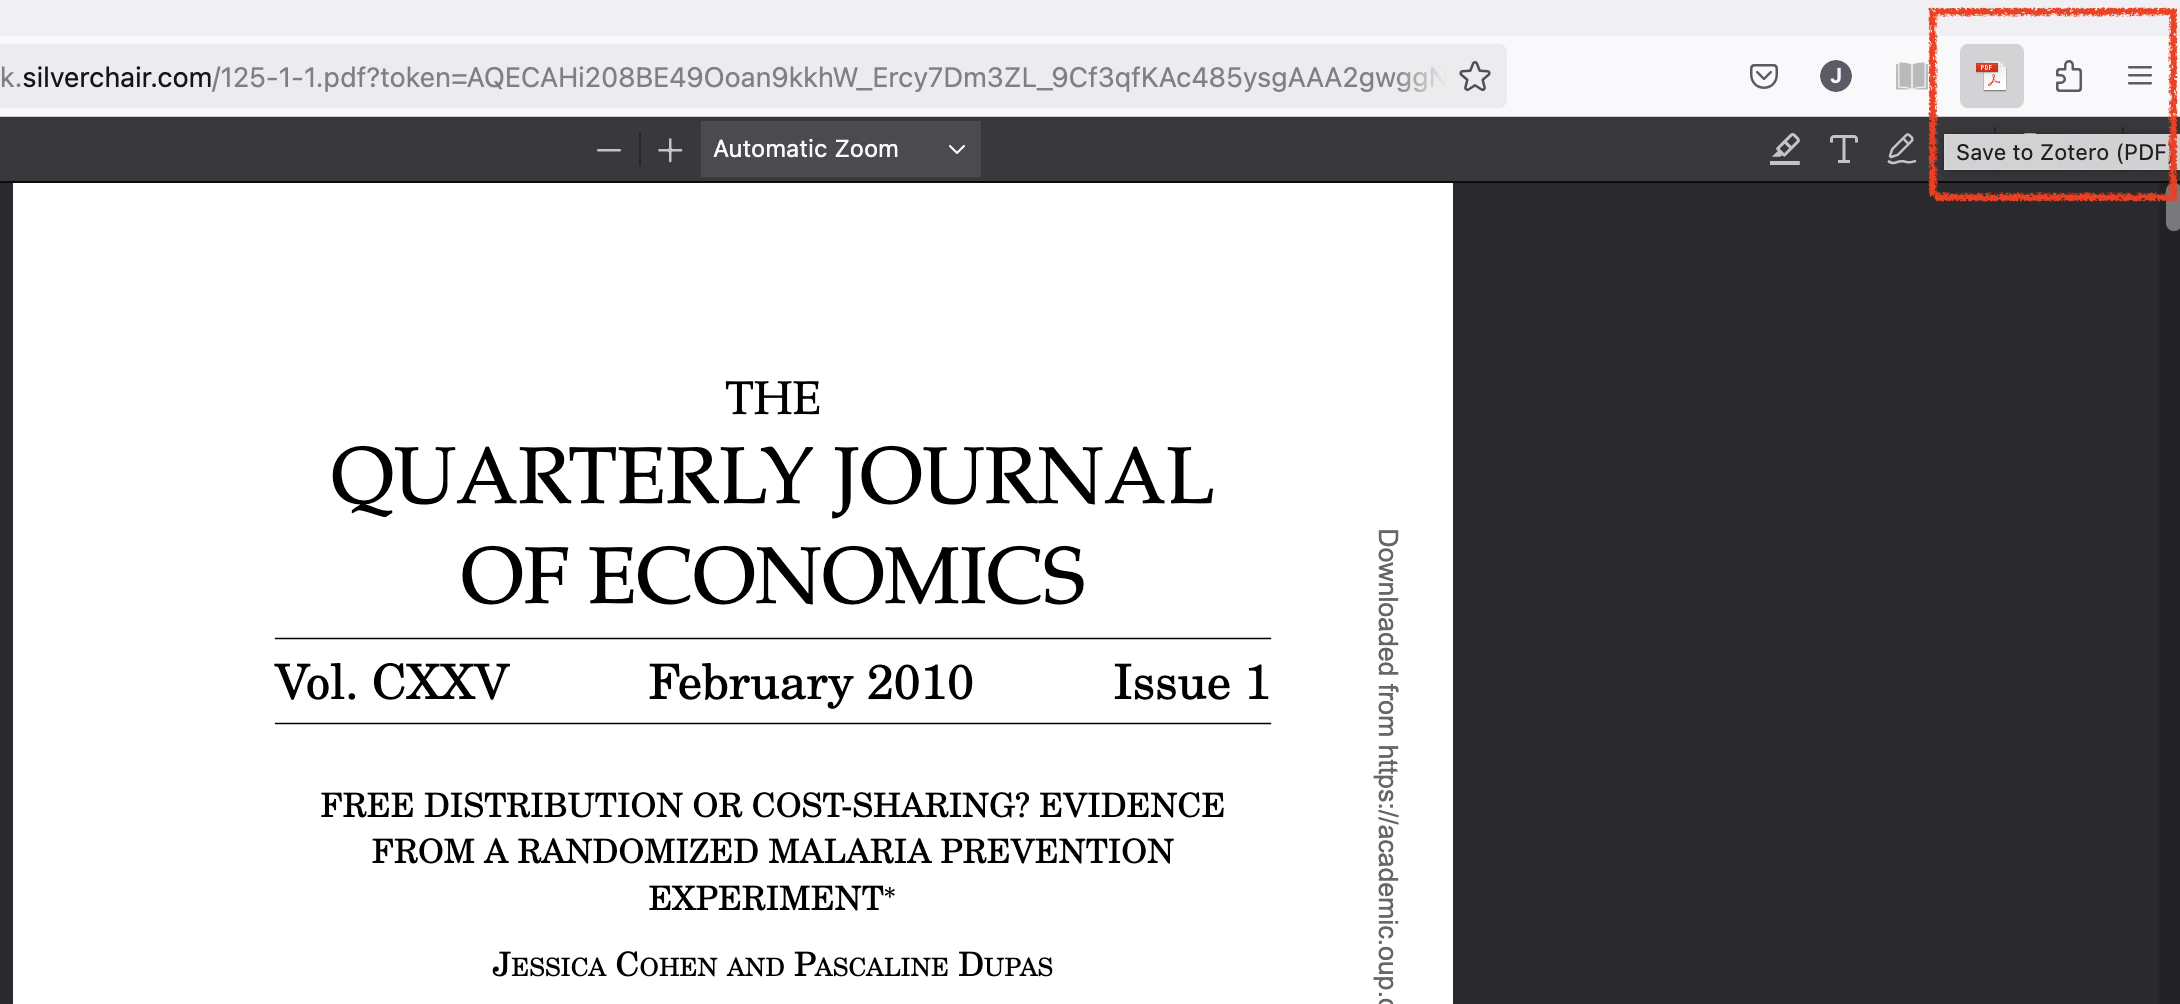 k.silverchair.com/125-1-1.pdf?token=AQECAHi208BE49Ooan9kkhW_Ercy7Dm3ZL_9Cf3qfKAc485ysgAAA2gwggN
J
PDF
Automatic Zoom
T
Save to Zotero (PDF)
THE
QUARTERLY JOURNAL
OF ECONOMICS
Vol. CXXV February 2010 Issue 1
FREE DISTRIBUTION OR COST-SHARING? EVIDENCE
FROM A RANDOMIZED MALARIA PREVENTION
EXPERIMENT*
JESSICA COHEN AND PASCALINE DUPAS
Downloaded from https://academic.oup.c